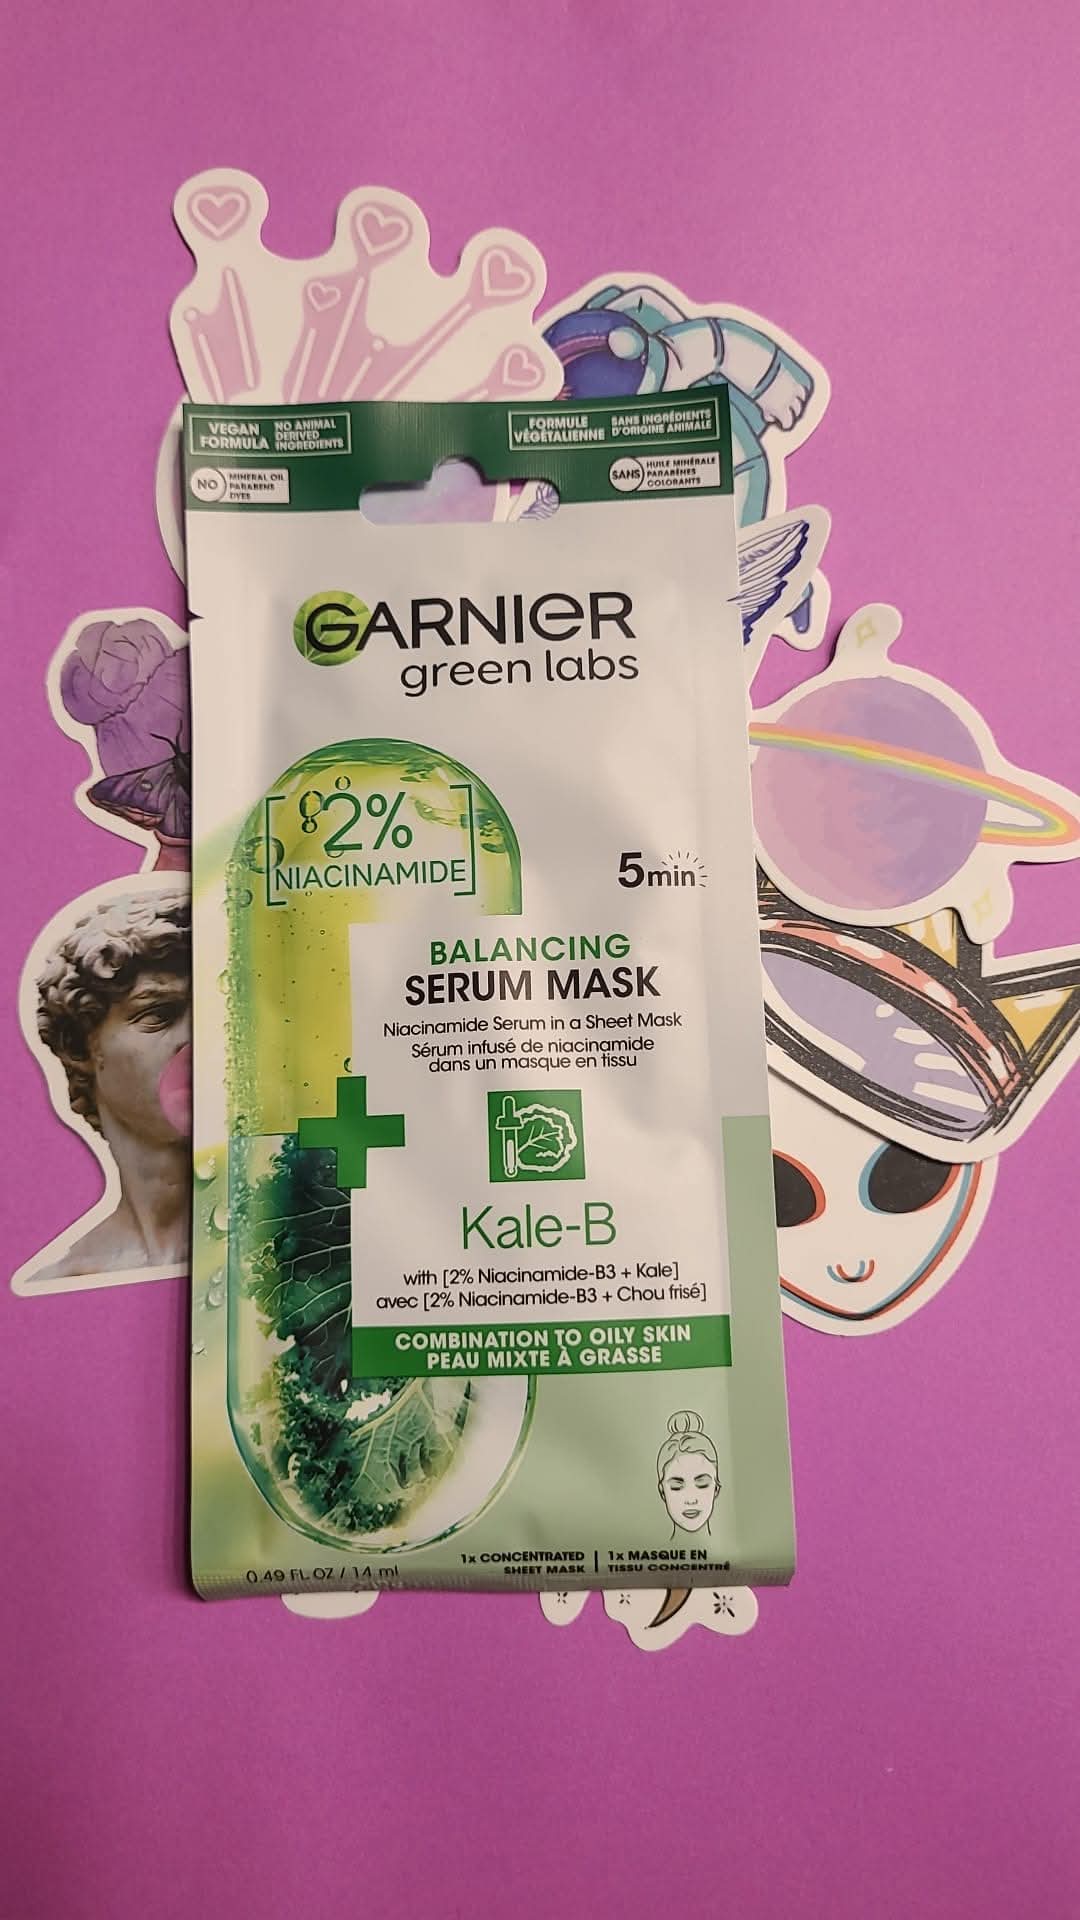 VEGAN FORMULA
NO ANIMAL DERIVED INGREDIENTS
FORMULE VÉGÉTALIENNE
SANS INGRÉDIENTS D'ORIGINE ANIMALE
NO
MINERAL OIL
PARABENS
DYES
SANS
HUILE MINÉRALE
PARABÈNES
COLORANTS
GARNIER
green labs
2%
NIACINAMIDE
5min
BALANCING
SERUM MASK
Niacinamide Serum in a Sheet Mask
Sérum infusé de niacinamide
dans un masque en tissu
Kale-B
with [2% Niacinamide-B3 + Kale]
avec [2% Niacinamide-B3 + Chou frisé]
COMBINATION TO OILY SKIN
PEAU MIXTE À GRASSE
0.49 FL OZ / 14 ml
1x CONCENTRATED
SHEET MASK
1x MASQUE EN
TISSU CONCENTRÉ